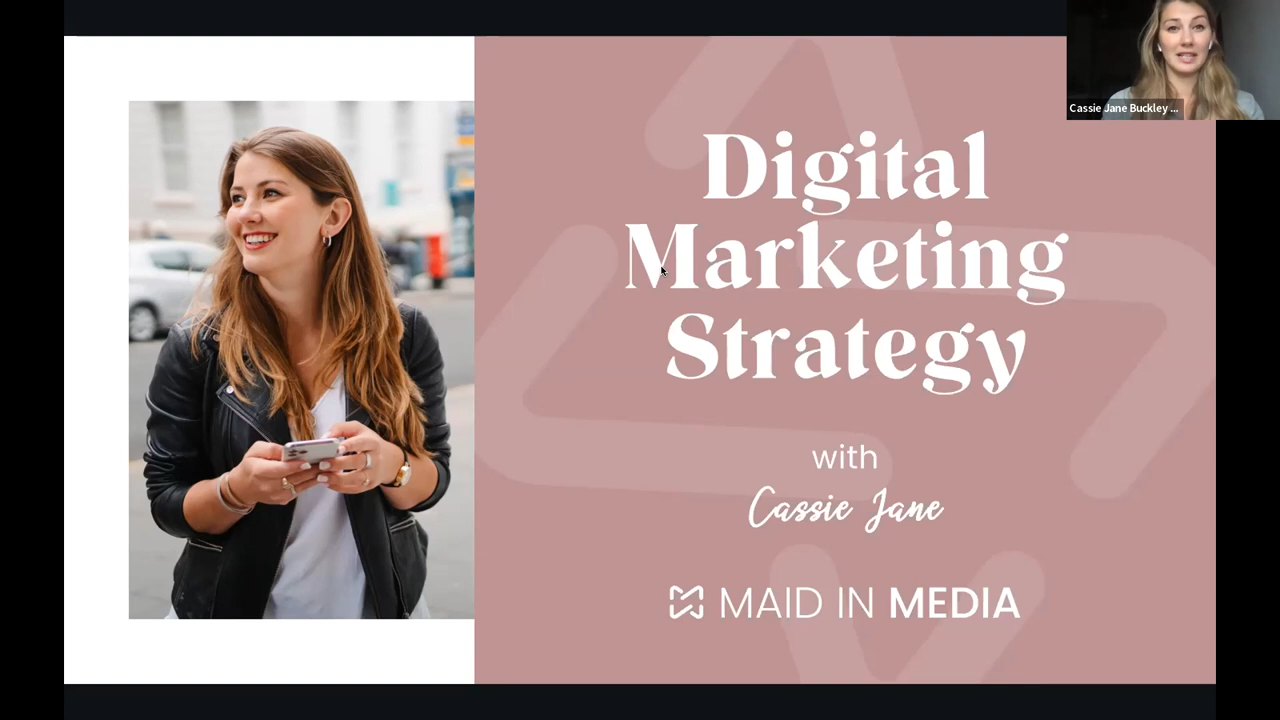 Digital
Marketing
Strategy
with
Cassie Jane
MAID IN MEDIA
Cassie Jane Buckley ...